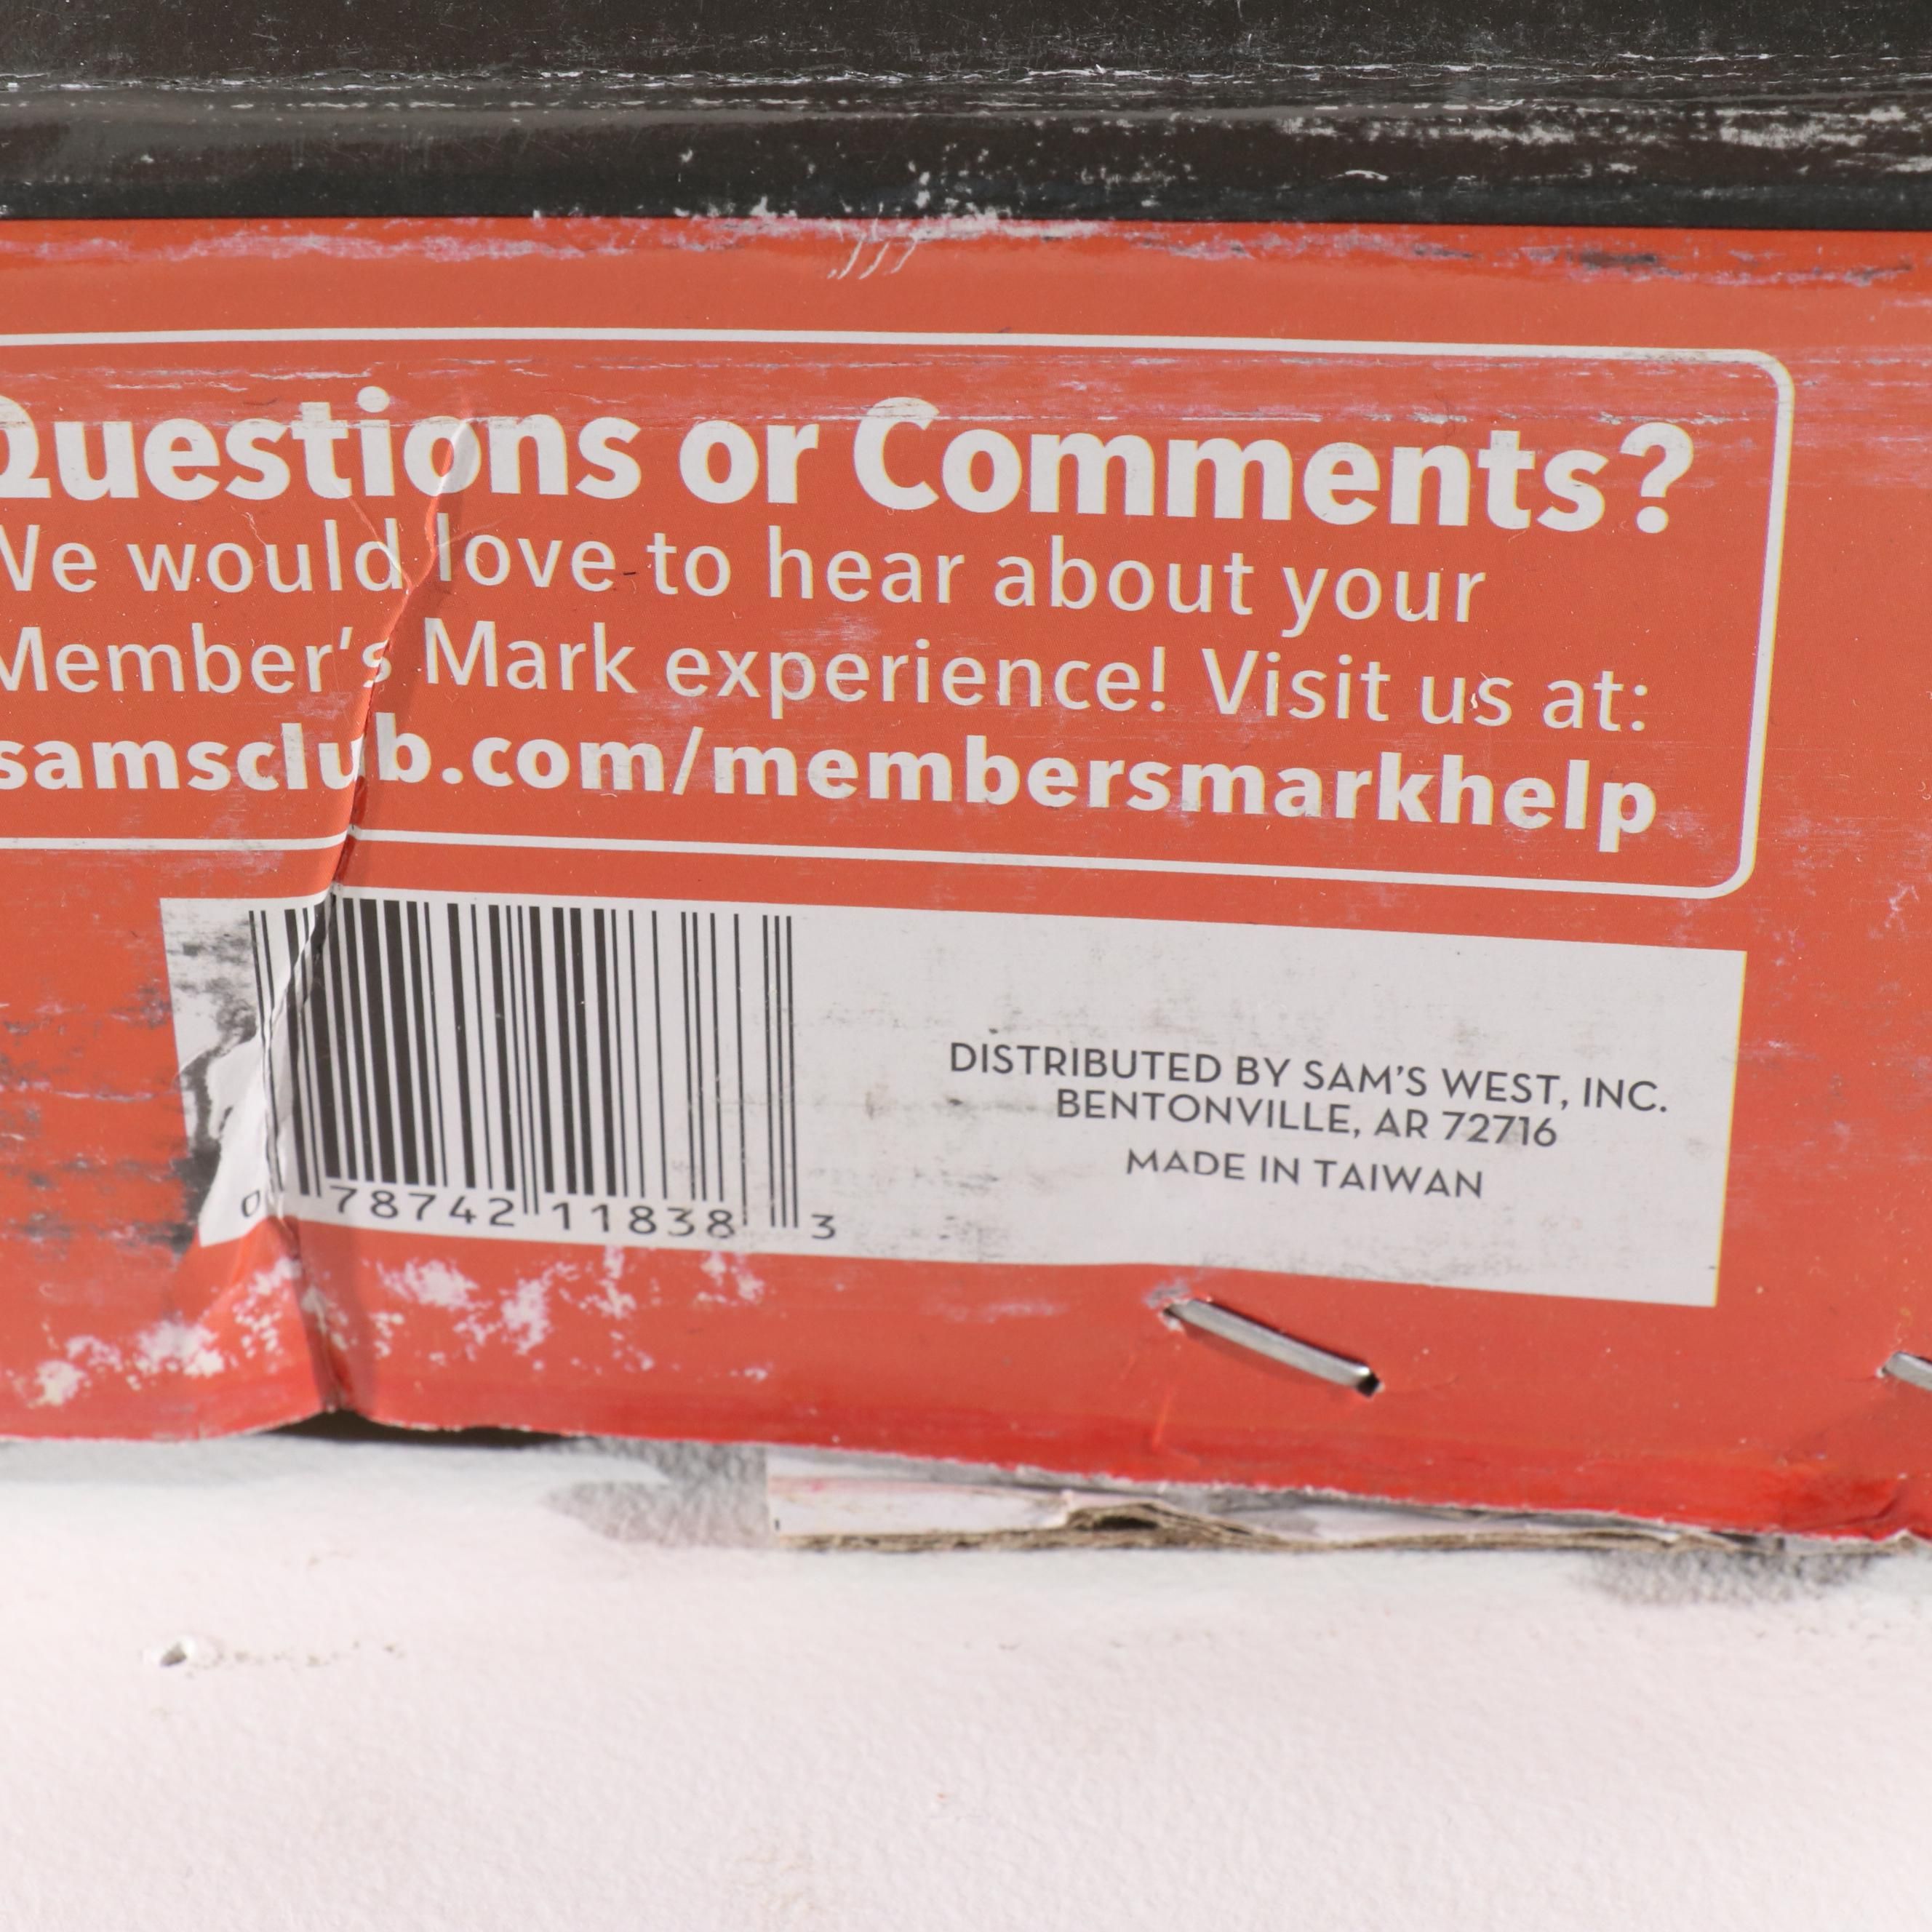 Questions or Comments?
We would love to hear about your
Member's Mark experience! Visit us at:
samsclub.com/membersmarkhelp
0 78742 11838 3
DISTRIBUTED BY SAM'S WEST, INC.
BENTONVILLE, AR 72716
MADE IN TAIWAN